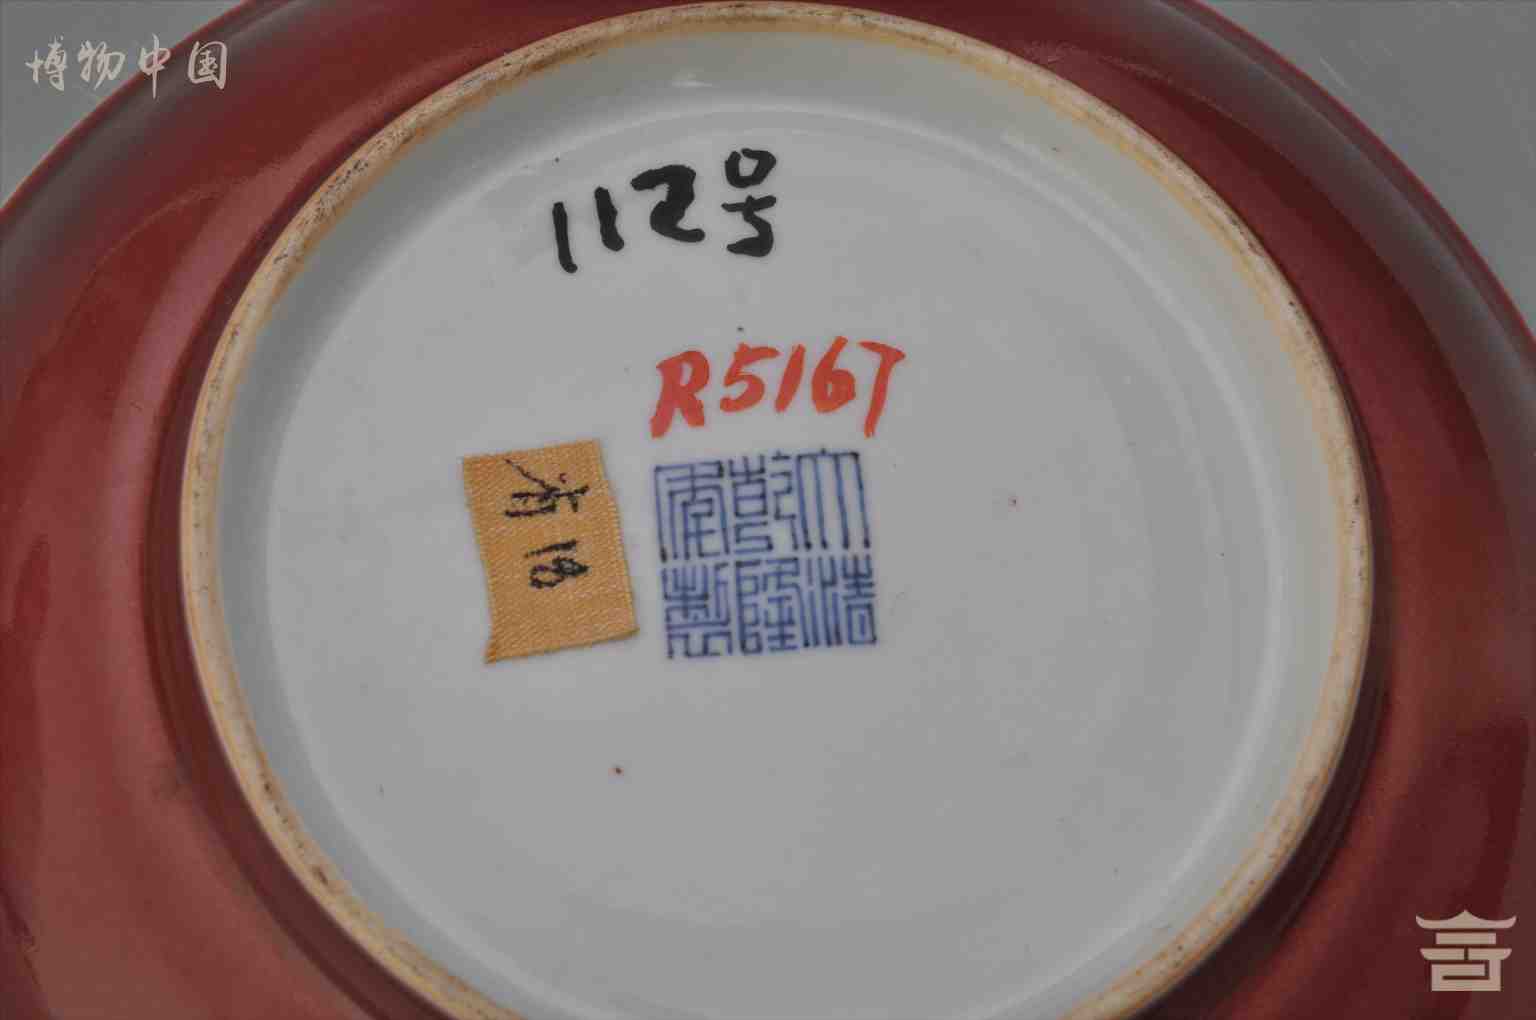 博物中国
112号
R5167
大清
乾隆
年製